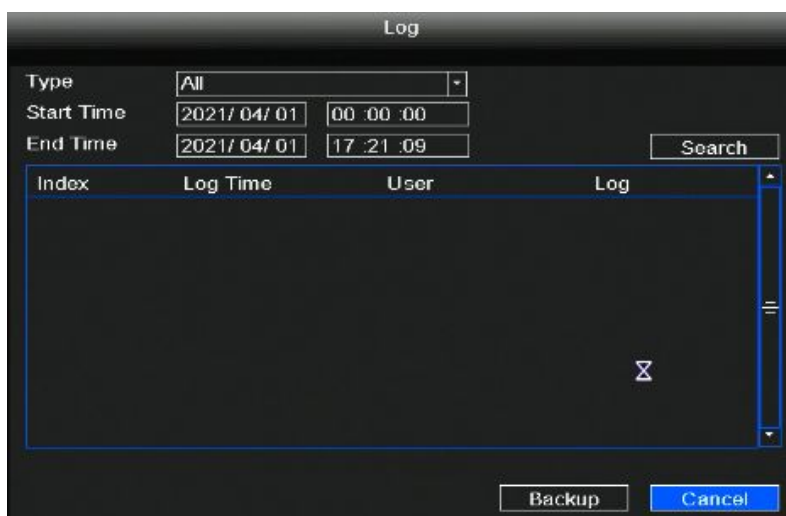 Log
Type All
Start Time 2021/ 04/ 01 00 :00 :00
End Time 2021/ 04/ 01 17 :21 :09
Search
Index Log Time User Log
Backup Cancel